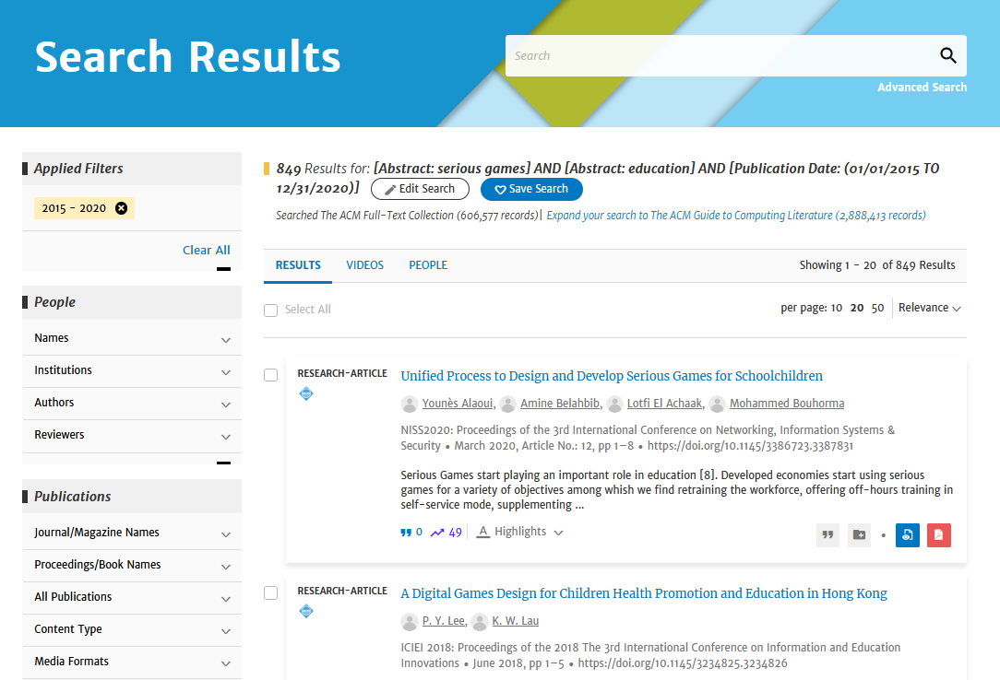 Search Results
Search
Advanced Search
Applied Filters
2015 - 2020
Clear All
People
Names
Institutions
Authors
Reviewers
Publications
Journal/Magazine Names
Proceedings/Book Names
All Publications
Content Type
Media Formats
849 Results for: [Abstract: serious games] AND [Abstract: education] AND [Publication Date: (01/01/2015 TO
12/31/2020)] Edit Search Save Search
Searched The ACM Full-Text Collection (606,577 records)| Expand your search to The ACM Guide to Computing Literature (2,888,413 records)
RESULTS VIDEOS PEOPLE Showing 1 - 20 of 849 Results
Select All per page: 10 20 50 Relevance
RESEARCH-ARTICLE
Unified Process to Design and Develop Serious Games for Schoolchildren
Younès Alaoui, Amine Belahbib, Lotfi El Achaak, Mohammed Bouhorma
NISS2020: Proceedings of the 3rd International Conference on Networking, Information Systems &
Security • March 2020, Article No.: 12, pp 1–8 • https://doi.org/10.1145/3386723.3387831
Serious Games start playing an important role in education [8]. Developed economies start using serious
games for a variety of objectives among whish we find retraining the workforce, offering off-hours training in
self-service mode, supplementing ...
0 49 A Highlights
RESEARCH-ARTICLE
A Digital Games Design for Children Health Promotion and Education in Hong Kong
P. Y. Lee, K. W. Lau
ICIEI 2018: Proceedings of the 2018 The 3rd International Conference on Information and Education
Innovations • June 2018, pp 1–5 • https://doi.org/10.1145/3234825.3234826